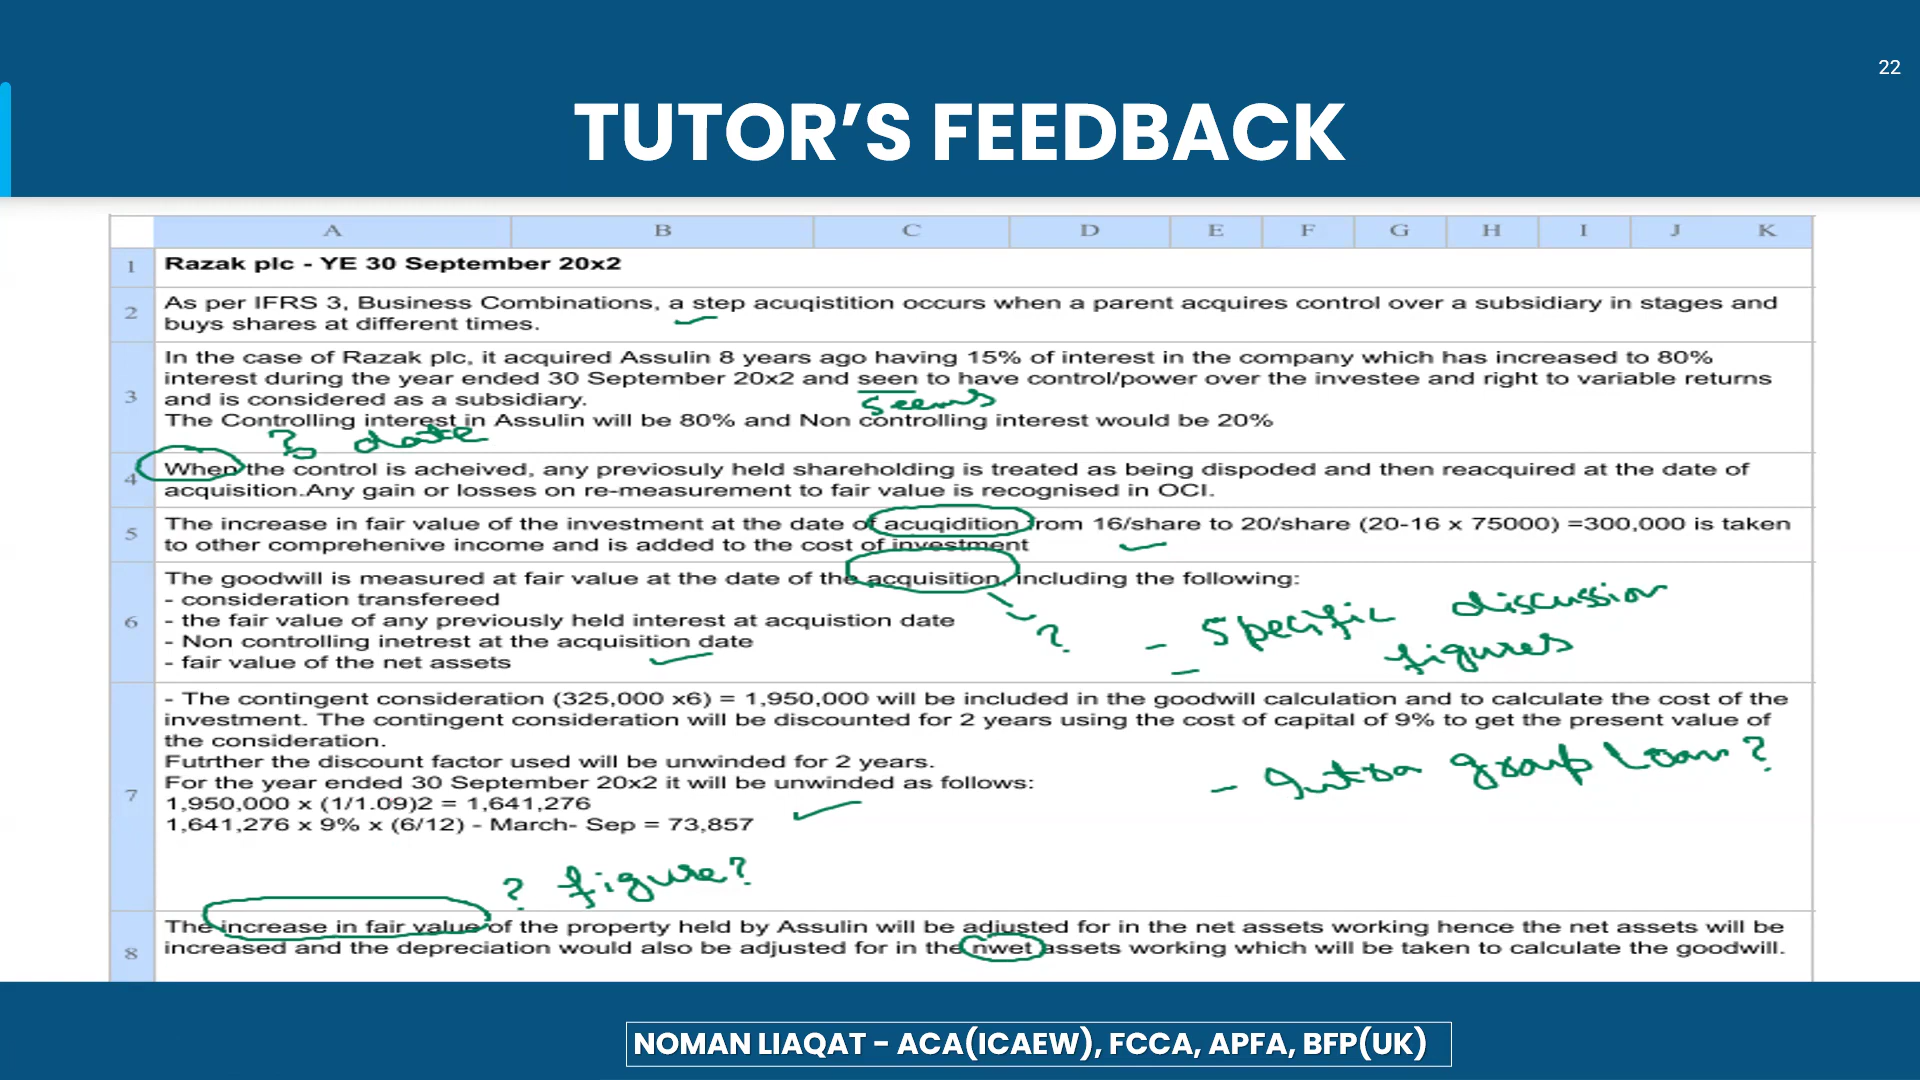 22
TUTOR’S FEEDBACK
A B C D E F G H I J K
1 Razak plc - YE 30 September 20x2
2 As per IFRS 3, Business Combinations, a step acuqistition occurs when a parent acquires control over a subsidiary in stages and
buys shares at different times.
3 In the case of Razak plc, it acquired Assulin 8 years ago having 15% of interest in the company which has increased to 80%
interest during the year ended 30 September 20x2 and seen to have control/power over the investee and right to variable returns
and is considered as a subsidiary.
seems
The Controlling interest in Assulin will be 80% and Non controlling interest would be 20%
? date
4 When the control is acheived, any previosuly held shareholding is treated as being dispoded and then reacquired at the date of
acquisition.Any gain or losses on re-measurement to fair value is recognised in OCI.
5 The increase in fair value of the investment at the date of acuqidition from 16/share to 20/share (20-16 x 75000) =300,000 is taken
to other comprehenive income and is added to the cost of investment
6 The goodwill is measured at fair value at the date of the acquisition, including the following:
- consideration transfereed
- the fair value of any previously held interest at acquistion date
- Non controlling inetrest at the acquisition date
- fair value of the net assets
?
- Specific discussion
- figures
7 - The contingent consideration (325,000 x6) = 1,950,000 will be included in the goodwill calculation and to calculate the cost of the
investment. The contingent consideration will be discounted for 2 years using the cost of capital of 9% to get the present value of
the consideration.
Futrther the discount factor used will be unwinded for 2 years.
For the year ended 30 September 20x2 it will be unwinded as follows:
1,950,000 x (1/1.09)2 = 1,641,276
1,641,276 x 9% x (6/12) - March- Sep = 73,857
- Intra group loan?
? figure?
8 The increase in fair value of the property held by Assulin will be adjusted for in the net assets working hence the net assets will be
increased and the depreciation would also be adjusted for in the nwet assets working which will be taken to calculate the goodwill.
NOMAN LIAQAT - ACA(ICAEW), FCCA, APFA, BFP(UK)